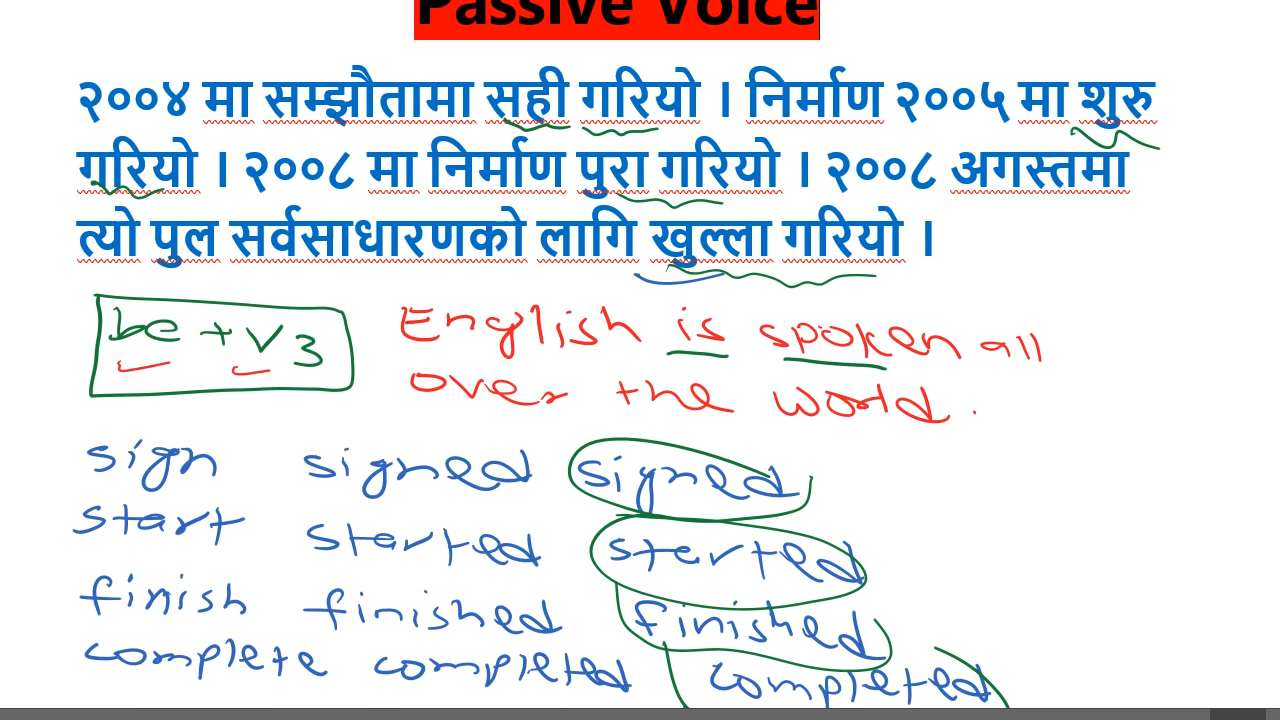 Passive Voice
२००४ मा सम्झौतामा सही गरियो । निर्माण २००५ मा शुरु
गरियो । २००८ मा निर्माण पुरा गरियो । २००८ अगस्तमा
त्यो पुल सर्वसाधारणको लागि खुल्ला गरियो ।
be + v3 English is spoken all
over the world.
sign signed signed
start started started
finish finished finished
complete completed completed